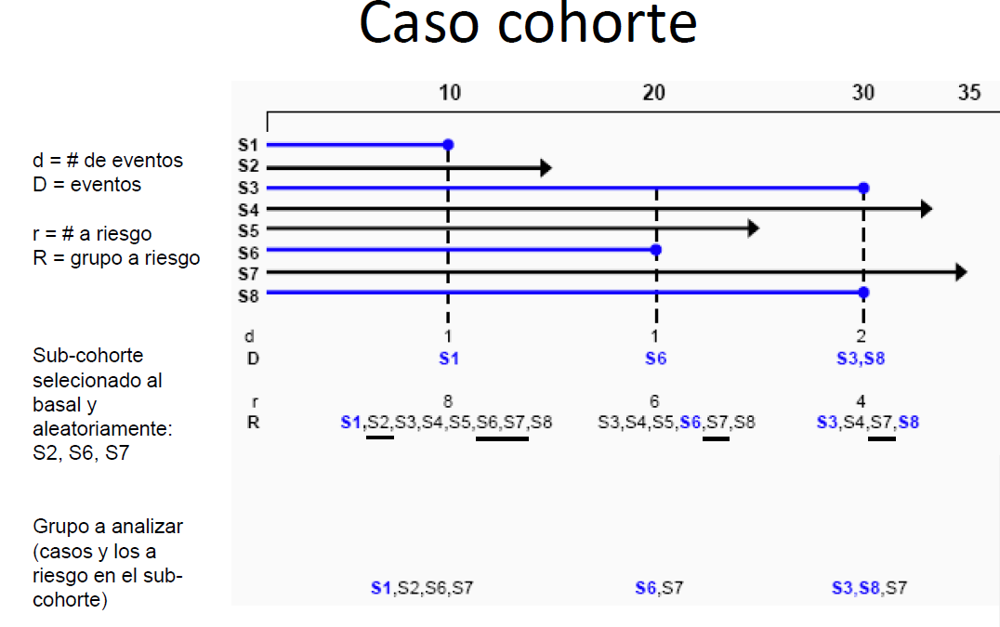 Caso cohorte
10 20 30 35
d = # de eventos
D = eventos
r = # a riesgo
R = grupo a riesgo
S1
S2
S3
S4
S5
S6
S7
S8
d 1 1 2
D S1 S6 S3,S8
r 8 6 4
R S1,S2,S3,S4,S5,S6,S7,S8 S3,S4,S5,S6,S7,S8 S3,S4,S7,S8
Sub-cohorte
selecionado al
basal y
aleatoriamente:
S2, S6, S7
Grupo a analizar
(casos y los a
riesgo en el sub-
cohorte)
S1,S2,S6,S7 S6,S7 S3,S8,S7